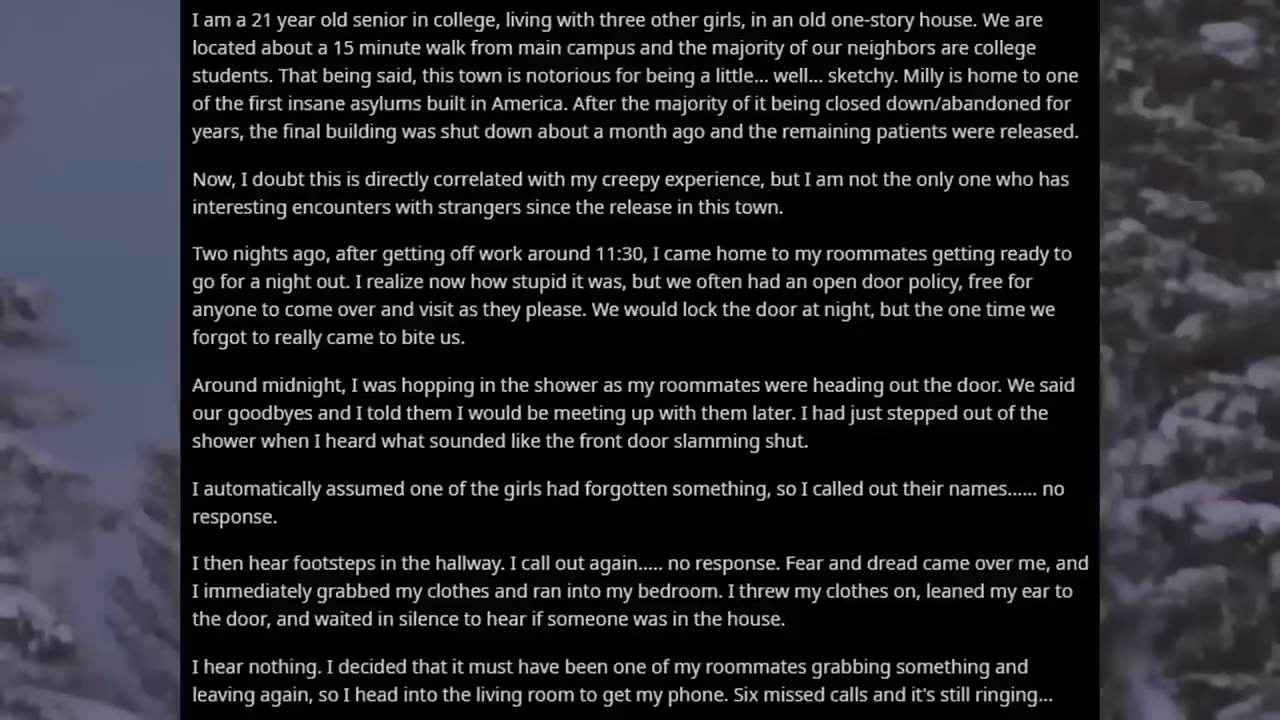 I am a 21 year old senior in college, living with three other girls, in an old one-story house. We are
located about a 15 minute walk from main campus and the majority of our neighbors are college
students. That being said, this town is notorious for being a little... well... sketchy. Milly is home to one
of the first insane asylums built in America. After the majority of it being closed down/abandoned for
years, the final building was shut down about a month ago and the remaining patients were released.
Now, I doubt this is directly correlated with my creepy experience, but I am not the only one who has
interesting encounters with strangers since the release in this town.
Two nights ago, after getting off work around 11:30, I came home to my roommates getting ready to
go for a night out. I realize now how stupid it was, but we often had an open door policy, free for
anyone to come over and visit as they please. We would lock the door at night, but the one time we
forgot to really came to bite us.
Around midnight, I was hopping in the shower as my roommates were heading out the door. We said
our goodbyes and I told them I would be meeting up with them later. I had just stepped out of the
shower when I heard what sounded like the front door slamming shut.
I automatically assumed one of the girls had forgotten something, so I called out their names...... no
response.
I then hear footsteps in the hallway. I call out again..... no response. Fear and dread came over me, and
I immediately grabbed my clothes and ran into my bedroom. I threw my clothes on, leaned my ear to
the door, and waited in silence to hear if someone was in the house.
I hear nothing. I decided that it must have been one of my roommates grabbing something and
leaving again, so I head into the living room to get my phone. Six missed calls and it's still ringing...